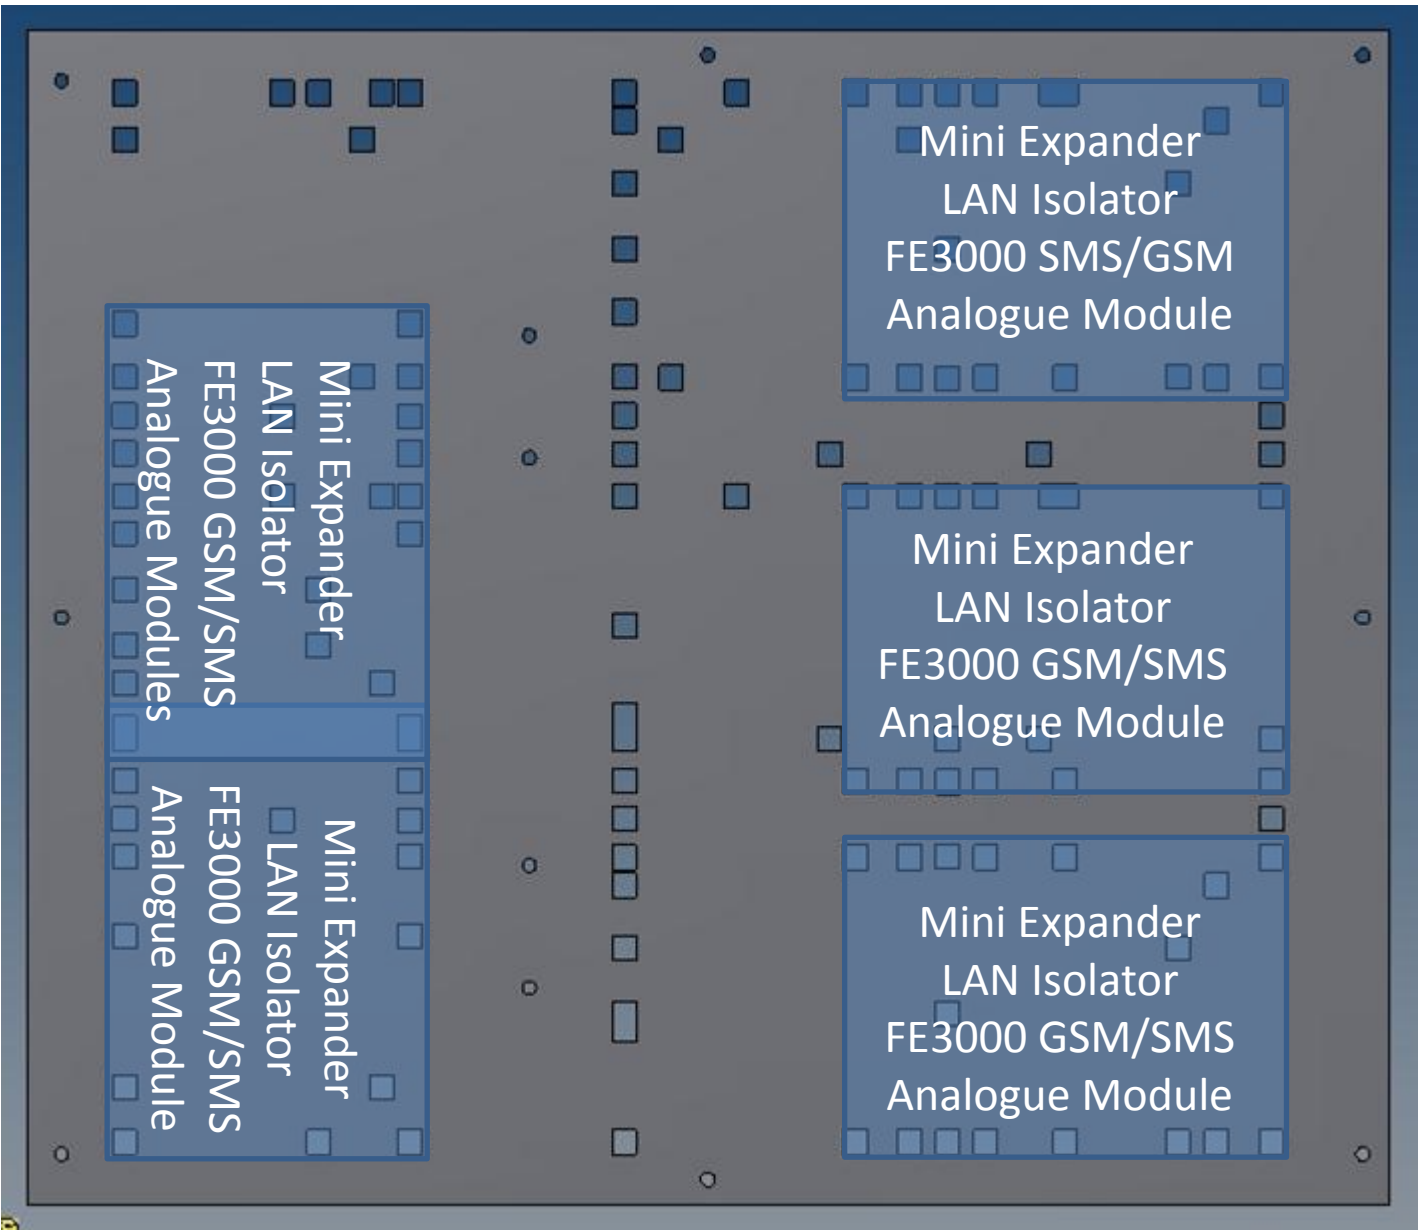 Mini Expander
LAN Isolator
FE3000 SMS/GSM
Analogue Module
Mini Expander
LAN Isolator
FE3000 GSM/SMS
Analogue Modules
Mini Expander
LAN Isolator
FE3000 GSM/SMS
Analogue Module
Mini Expander
LAN Isolator
FE3000 GSM/SMS
Analogue Module
Mini Expander
LAN Isolator
FE3000 GSM/SMS
Analogue Module